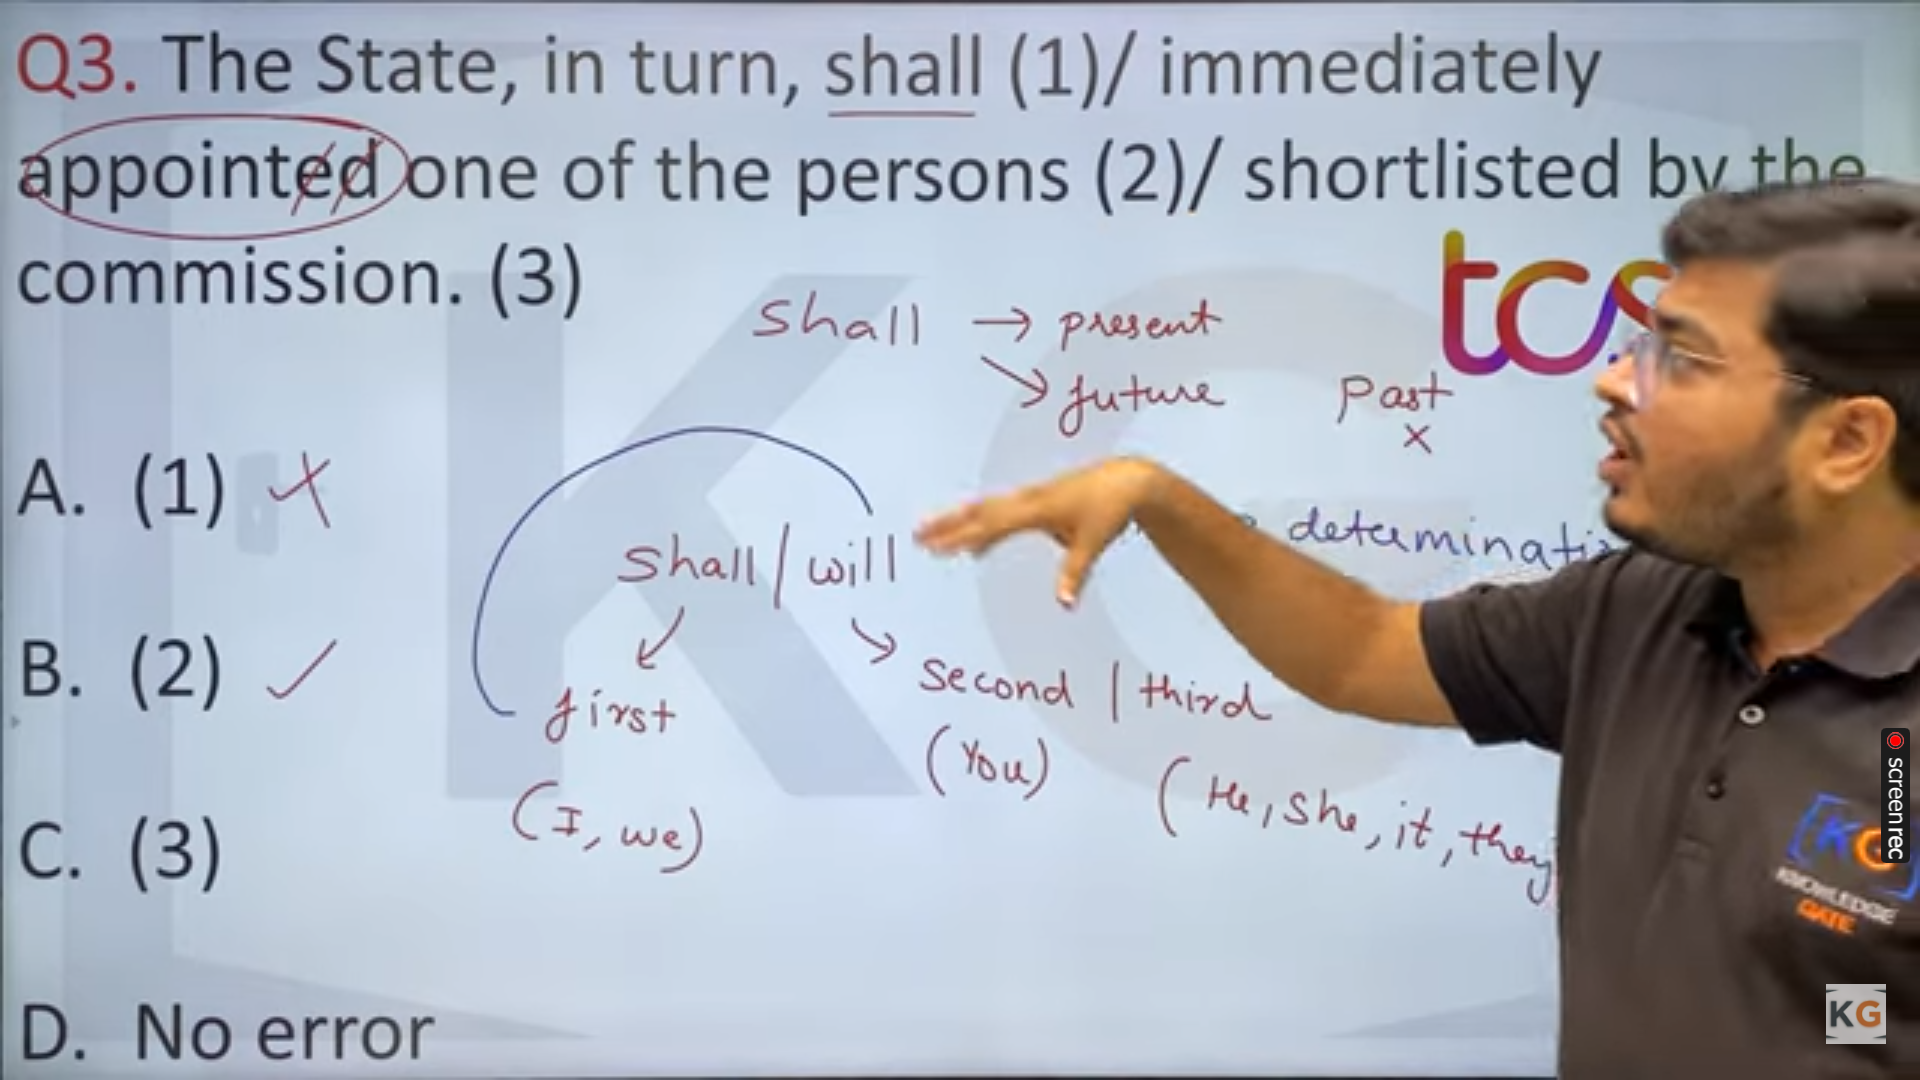 Q3. The State, in turn, shall (1)/ immediately
appointed one of the persons (2)/ shortlisted by the
commission. (3)
tcs
shall → present
future
Past
×
A. (1)
determination
shall / will
B. (2)
second / third
first
(You)
(He, she, it, they
(I, we)
C. (3)
D. No error
screenrec
KG
KNOWLEDGE
GATE
KG